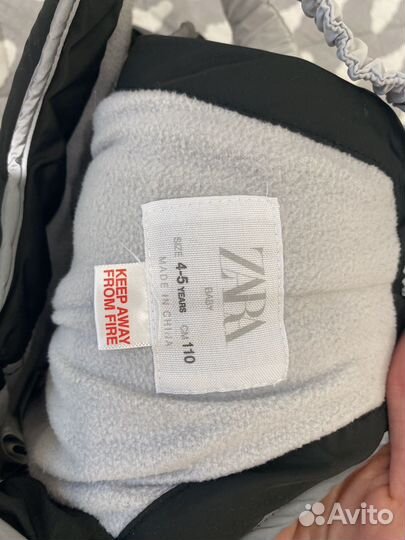 ZARA
BABY
SIZE 4-5 YEARS CM 110
MADE IN CHINA
KEEP AWAY
FROM FIRE
Avito